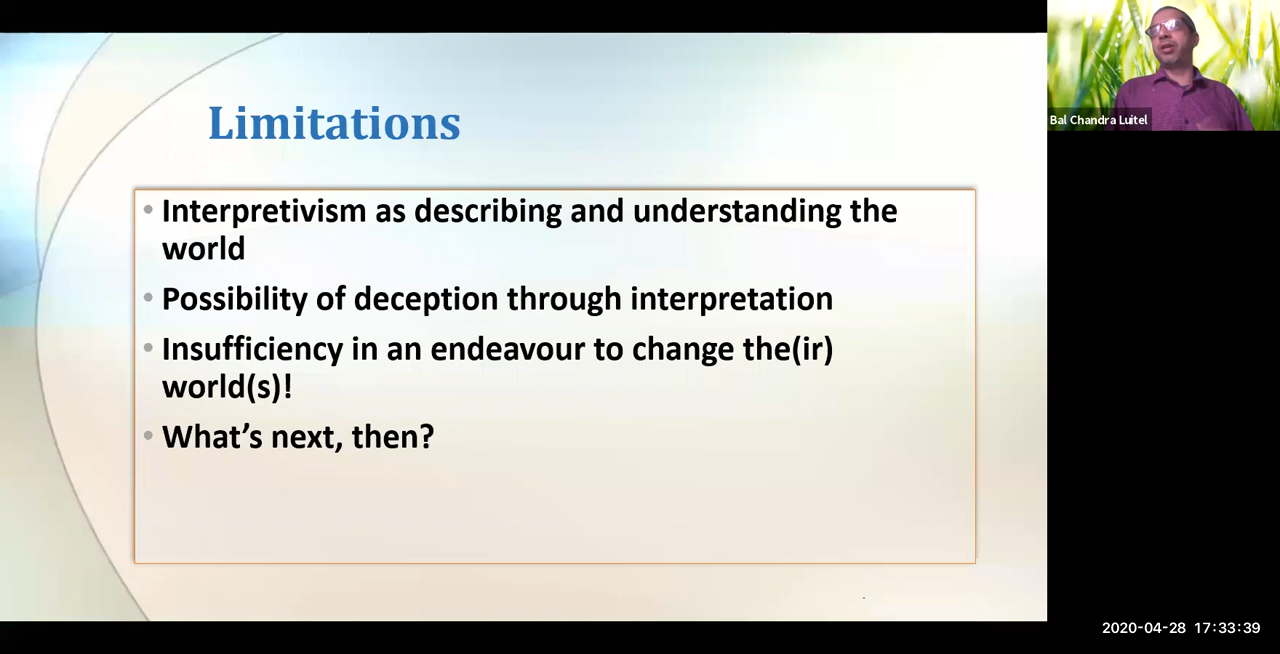 Limitations
Interpretivism as describing and understanding the
world
Possibility of deception through interpretation
Insufficiency in an endeavour to change the(ir)
world(s)!
What's next, then?
Bal Chandra Luitel
2020-04-28 17:33:39